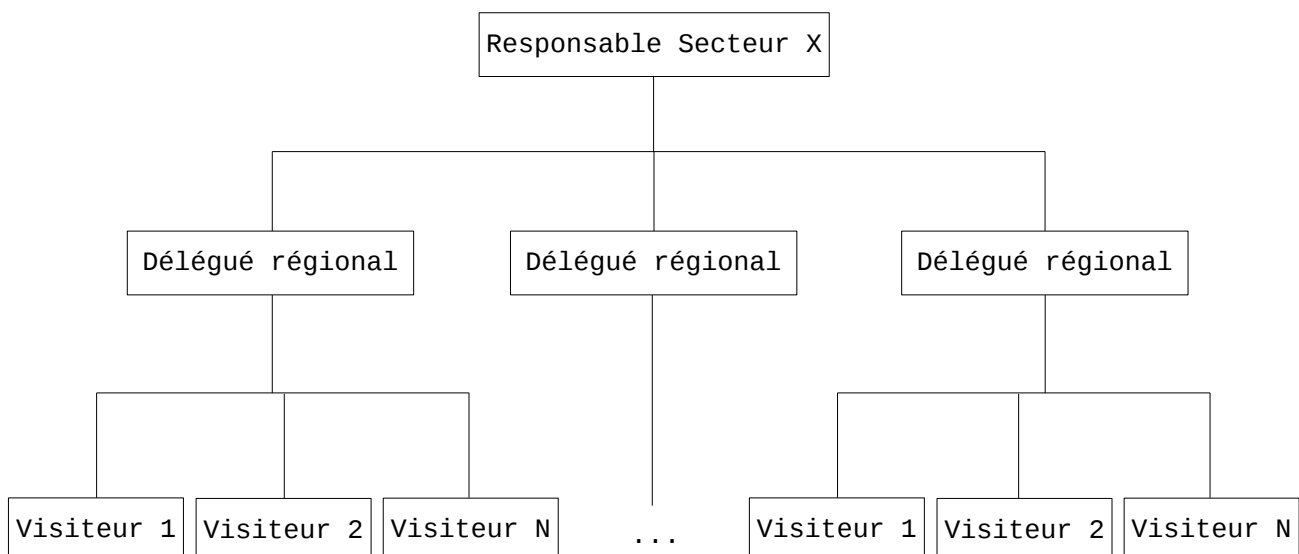 Responsable Secteur X
Délégué régional
Délégué régional
Délégué régional
Visiteur 1
Visiteur 2
Visiteur N
...
Visiteur 1
Visiteur 2
Visiteur N